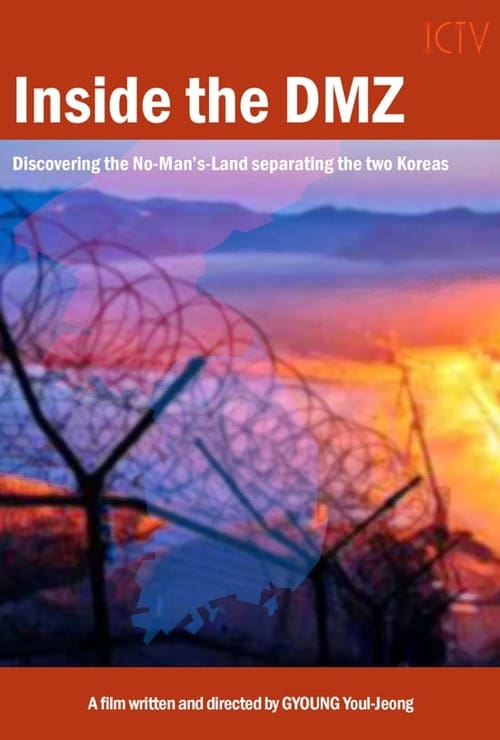 ICTV
Inside the DMZ
Discovering the No-Man's-Land separating the two Koreas
A film written and directed by GYOUNG Youl-Jeong